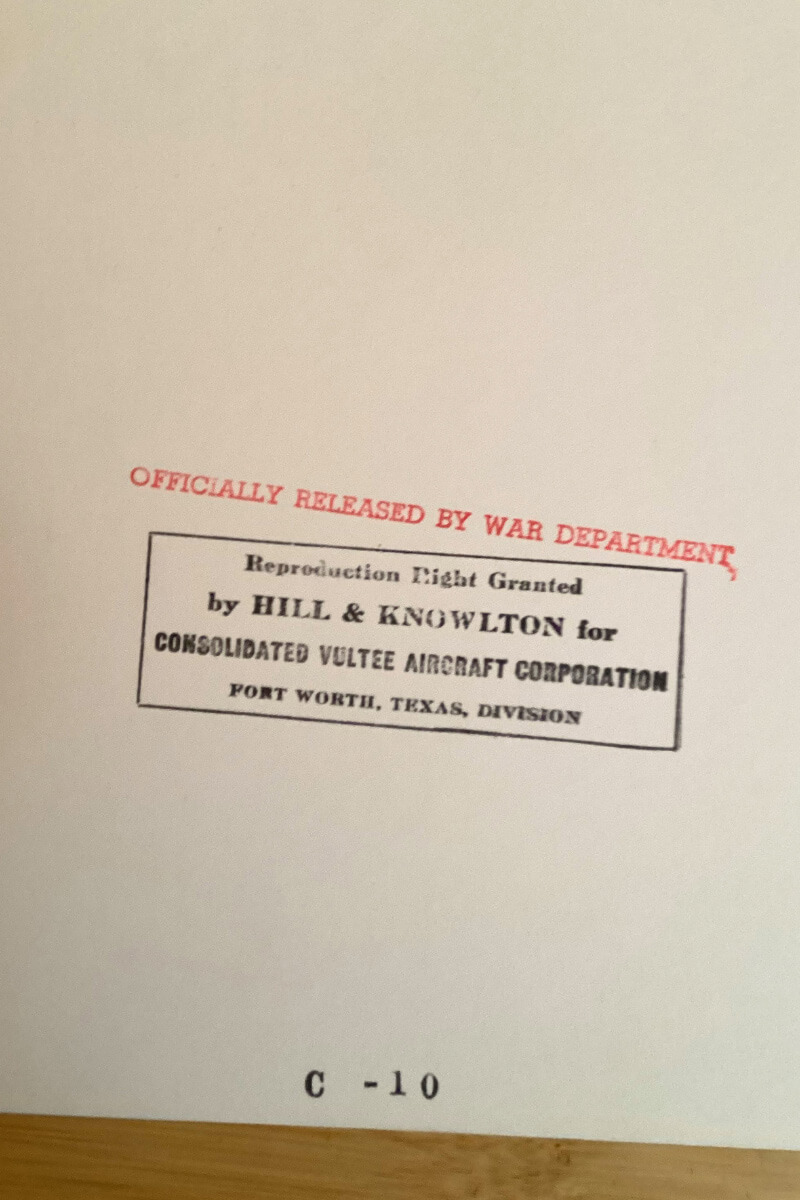 OFFICIALLY RELEASED BY WAR DEPARTMENT,
Reproduction Right Granted
by HILL & KNOWLTON for
CONSOLIDATED VULTEE AIRCRAFT CORPORATION
FORT WORTH, TEXAS, DIVISION
C -10